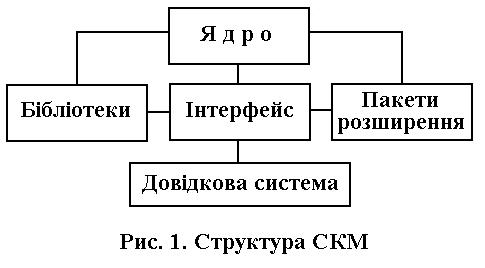 Я д р о
Бібліотеки
Інтерфейс
Пакети
розширення
Довідкова система
Рис. 1. Структура СКМ